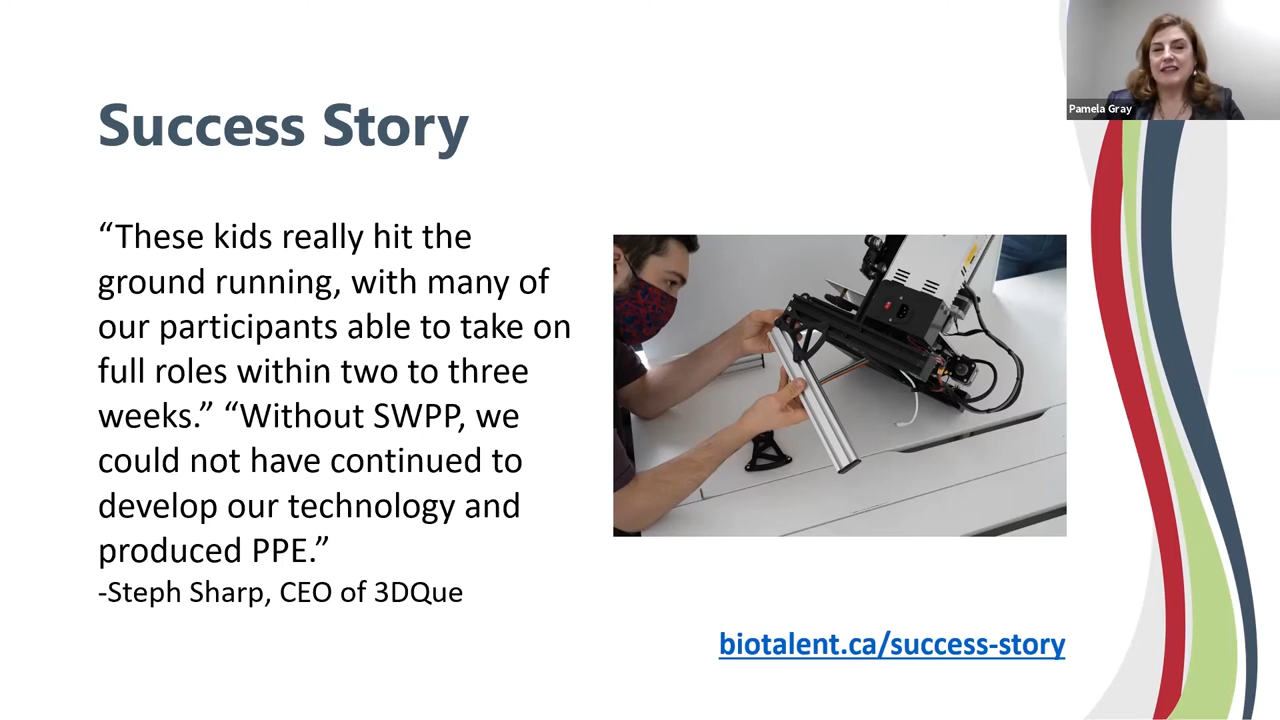 Pamela Gray
Success Story
“These kids really hit the
ground running, with many of
our participants able to take on
full roles within two to three
weeks.” “Without SWPP, we
could not have continued to
develop our technology and
produced PPE.”
-Steph Sharp, CEO of 3DQue
biotalent.ca/success-story